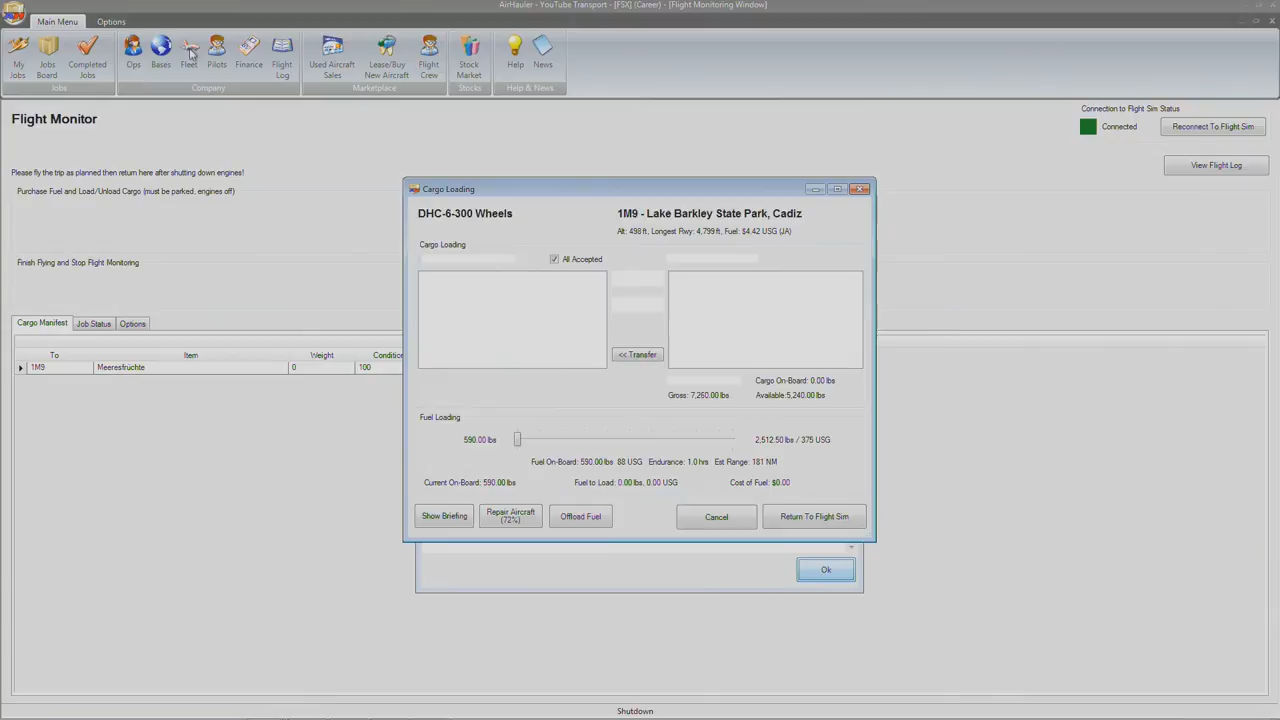 AirHauler - YouTube Transport - [FSX] (Career) - [Flight Monitoring Window]
Main Menu Options
My Jobs
Jobs Board
Completed Jobs
Ops
Bases
Fleet
Pilots
Finance
Flight Log
Used Aircraft Sales
Lease/Buy New Aircraft
Flight Crew
Stock Market
Help
News
Jobs
Company
Marketplace
Stocks
Help & News
Flight Monitor
Connection to Flight Sim Status
Connected
Reconnect To Flight Sim
View Flight Log
Please fly the trip as planned then return here after shutting down engines!
Purchase Fuel and Load/Unload Cargo (must be parked, engines off)
Finish Flying and Stop Flight Monitoring
Cargo Manifest Job Status Options
To Item Weight Conditio
1M9 Meeresfruchte 0 100
Cargo Loading
DHC-6-300 Wheels
1M9 - Lake Barkley State Park, Cadiz
Alt: 498 ft, Longest Rwy: 4,799 ft, Fuel: $4.42 USG (JA)
Cargo Loading
All Accepted
<< Transfer
Cargo On-Board: 0.00 lbs
Gross: 7,260.00 lbs Available:5,240.00 lbs
Fuel Loading
590.00 lbs 2,512.50 lbs / 375 USG
Fuel On-Board: 590.00 lbs 88 USG Endurance: 1.0 hrs Est Range: 181 NM
Current On-Board: 590.00 lbs Fuel to Load: 0.00 lbs, 0.00 USG Cost of Fuel: $0.00
Show Briefing
Repair Aircraft (72%)
Offload Fuel
Cancel
Return To Flight Sim
Ok
Shutdown